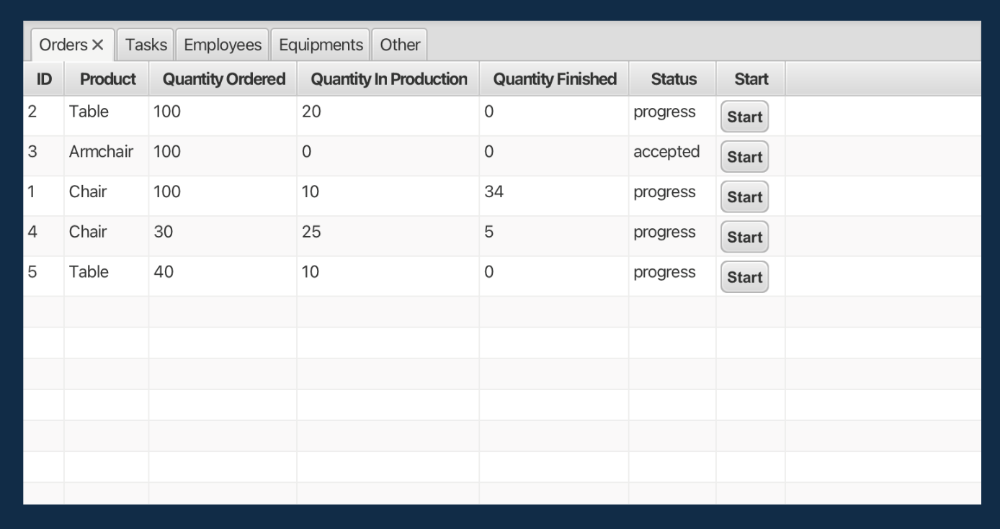 Orders × Tasks Employees Equipments Other
ID Product Quantity Ordered Quantity In Production Quantity Finished Status Start
2 Table 100 20 0 progress Start
3 Armchair 100 0 0 accepted Start
1 Chair 100 10 34 progress Start
4 Chair 30 25 5 progress Start
5 Table 40 10 0 progress Start